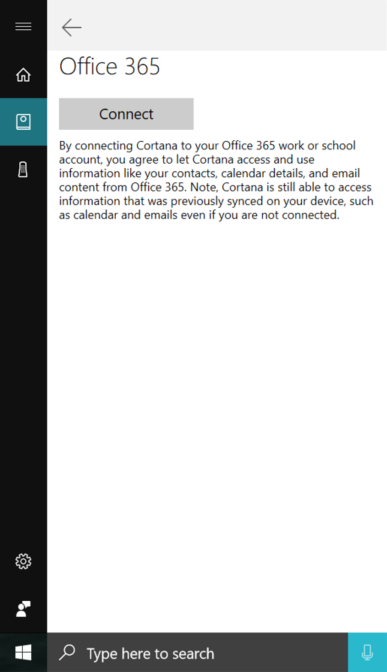 Office 365
Connect
By connecting Cortana to your Office 365 work or school
account, you agree to let Cortana access and use
information like your contacts, calendar details, and email
content from Office 365. Note, Cortana is still able to access
information that was previously synced on your device, such
as calendar and emails even if you are not connected.
Type here to search